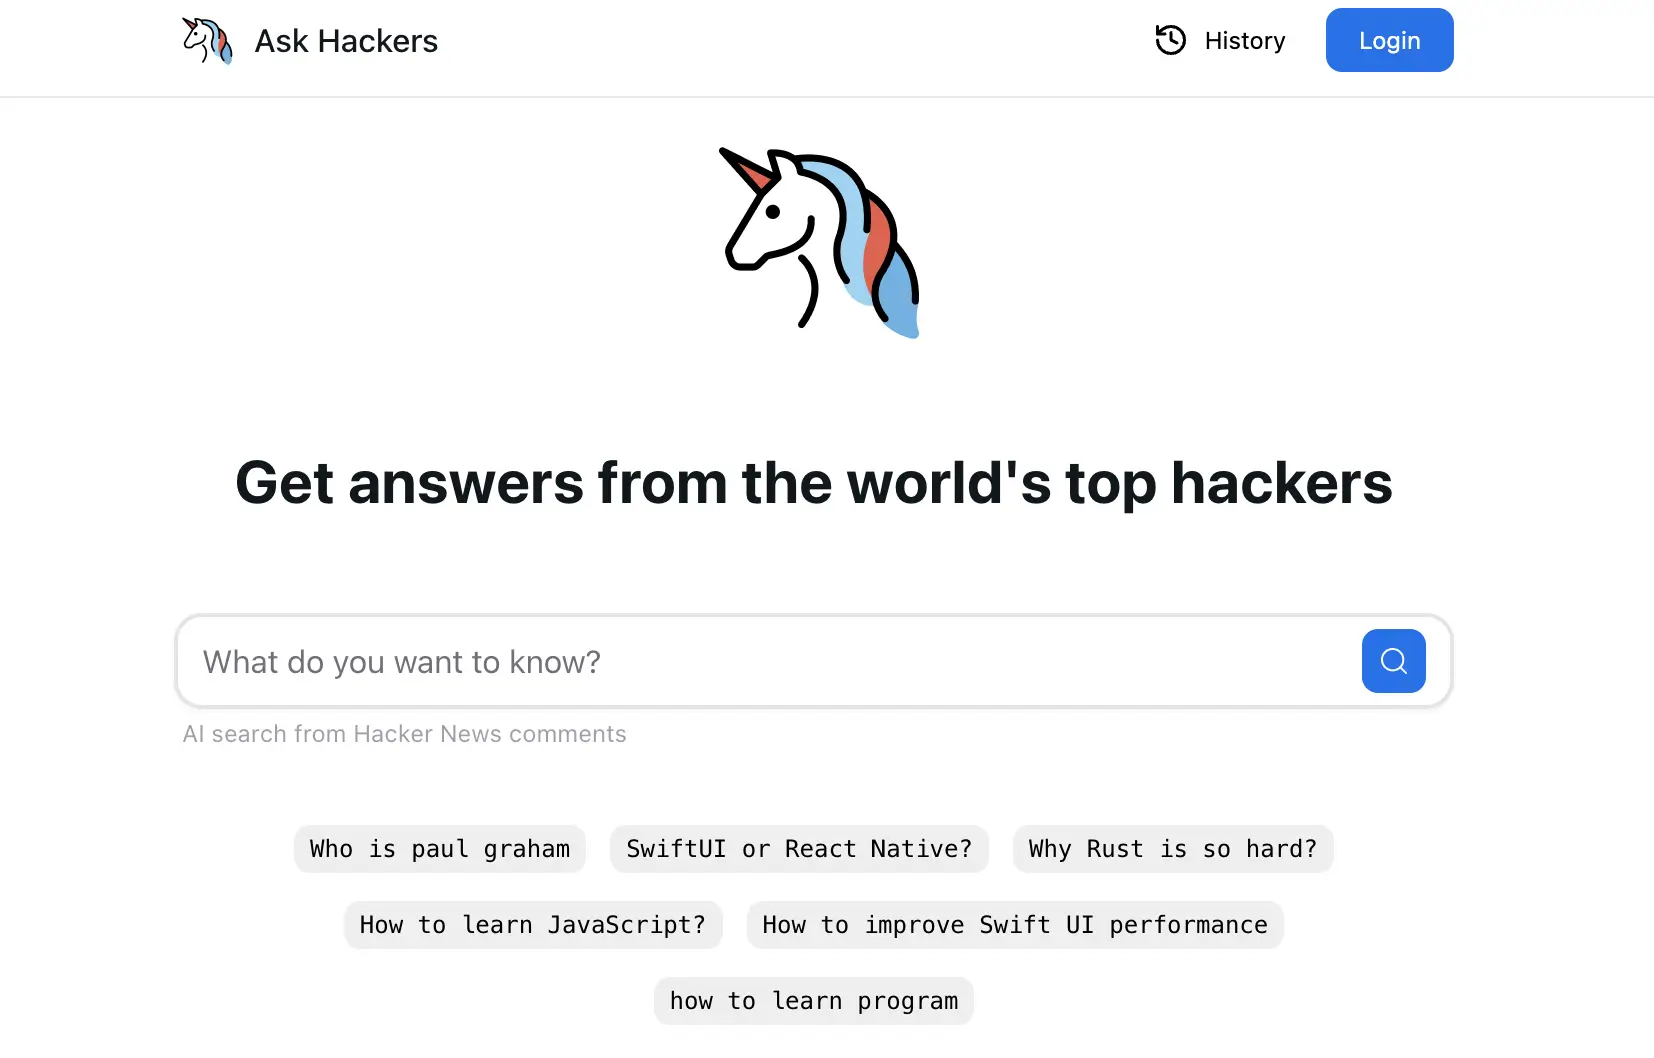 Ask Hackers
History
Login
Get answers from the world's top hackers
What do you want to know?
AI search from Hacker News comments
Who is paul graham
SwiftUI or React Native?
Why Rust is so hard?
How to learn JavaScript?
How to improve Swift UI performance
how to learn program